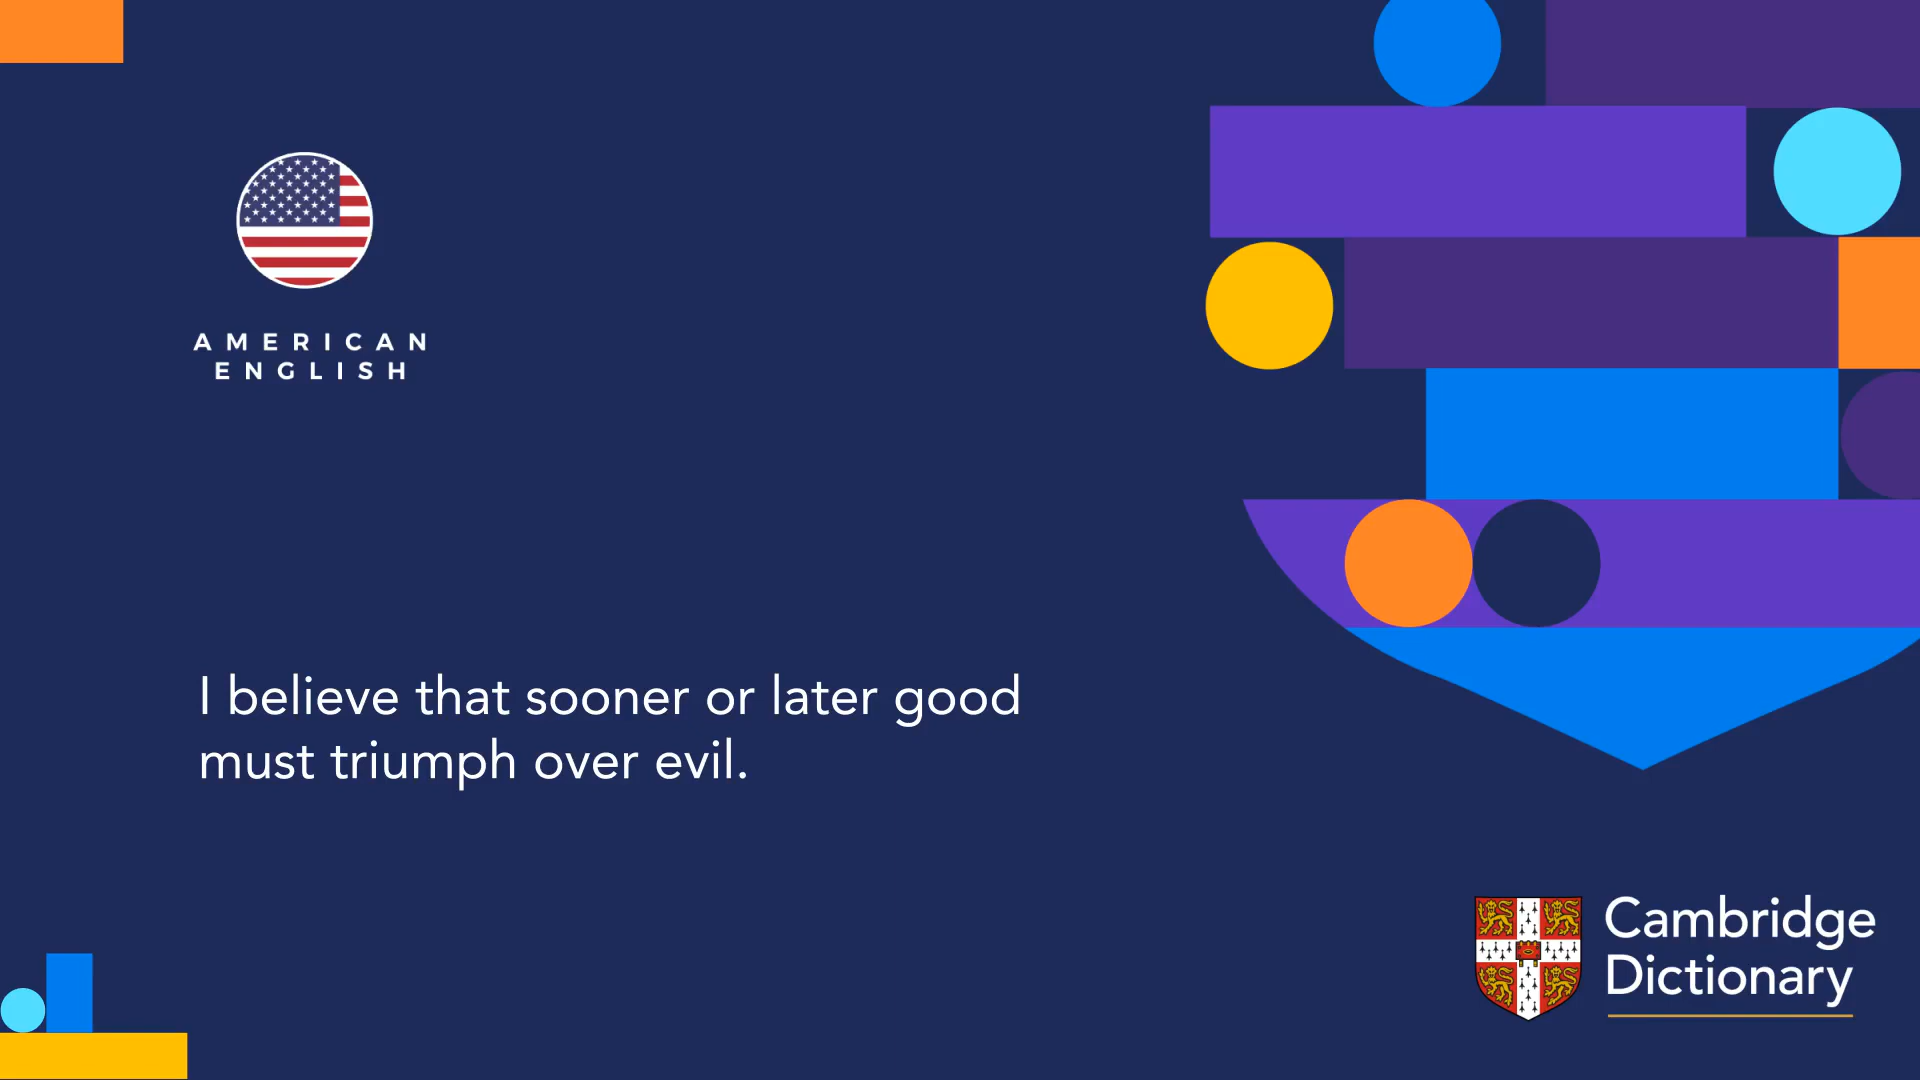 AMERICAN
ENGLISH
I believe that sooner or later good
must triumph over evil.
Cambridge
Dictionary